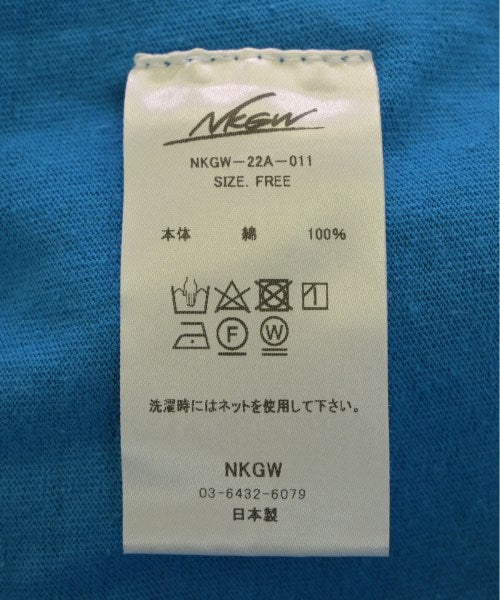 NKGW
NKGW-22A-011
SIZE. FREE
本体 綿 100%
F
W
洗濯時にはネットを使用して下さい。
NKGW
03-6432-6079
日本製